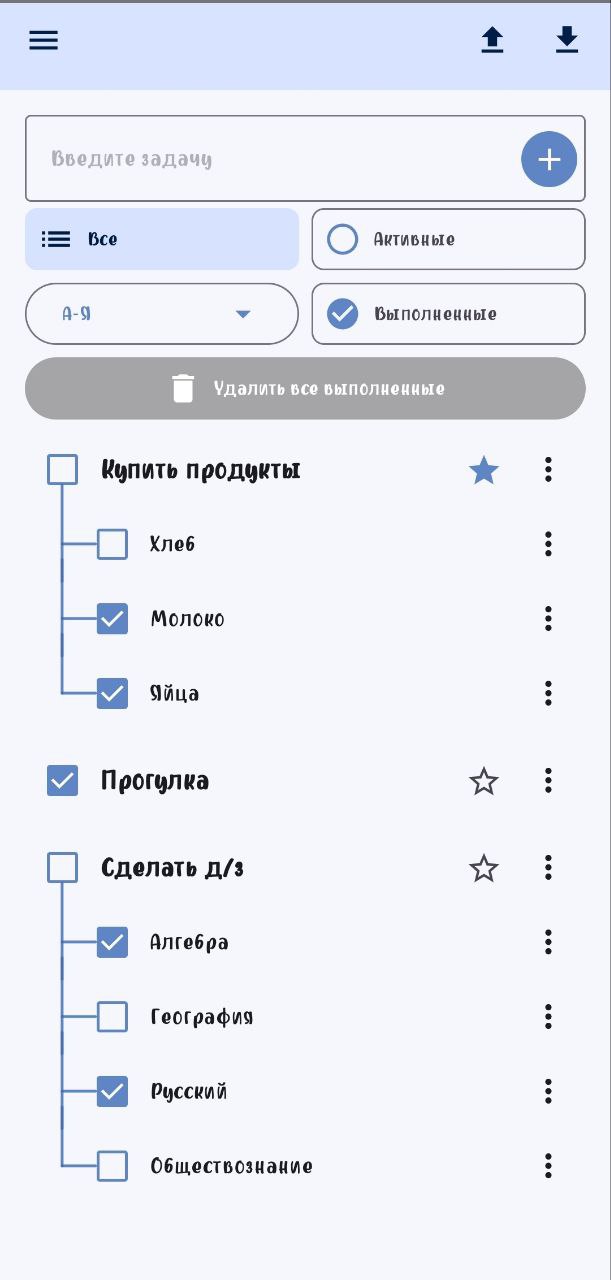 Введите задачу
Все
Активные
А-Я
Выполненные
Удалить все выполненные
Купить продукты
Хлеб
Молоко
Яйца
Прогулка
Сделать д/з
Алгебра
География
Русский
Обществознание